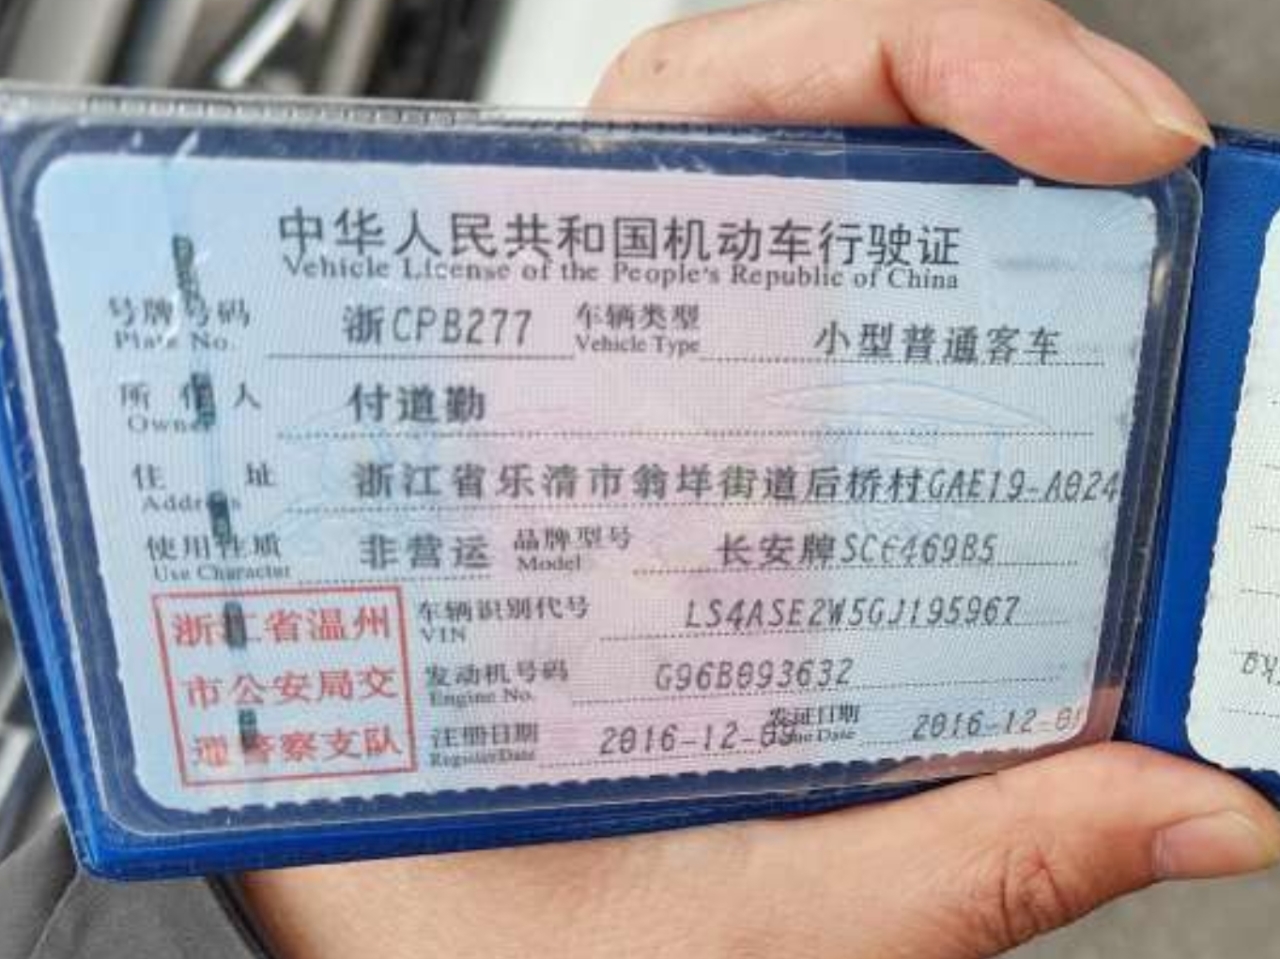 中华人民共和国机动车行驶证
Vehicle License of the People's Republic of China
号牌号码 浙CPB277 车辆类型 小型普通客车
Plate No. Vehicle Type
所有人 付道勤
Owner
住址 浙江省乐清市翁垟街道后桥村GAE19-A024
Address
使用性质 非营运 品牌型号 长安牌SC6469B5
Use Character Model
浙江省温州
市公安局交
通警察支队
车辆识别代号 LS4ASE2W5GJ195967
VIN
发动机号码 G96B093632
Engine No.
注册日期 2016-12-09 发证日期 2016-12-0
Register Date Issue Date